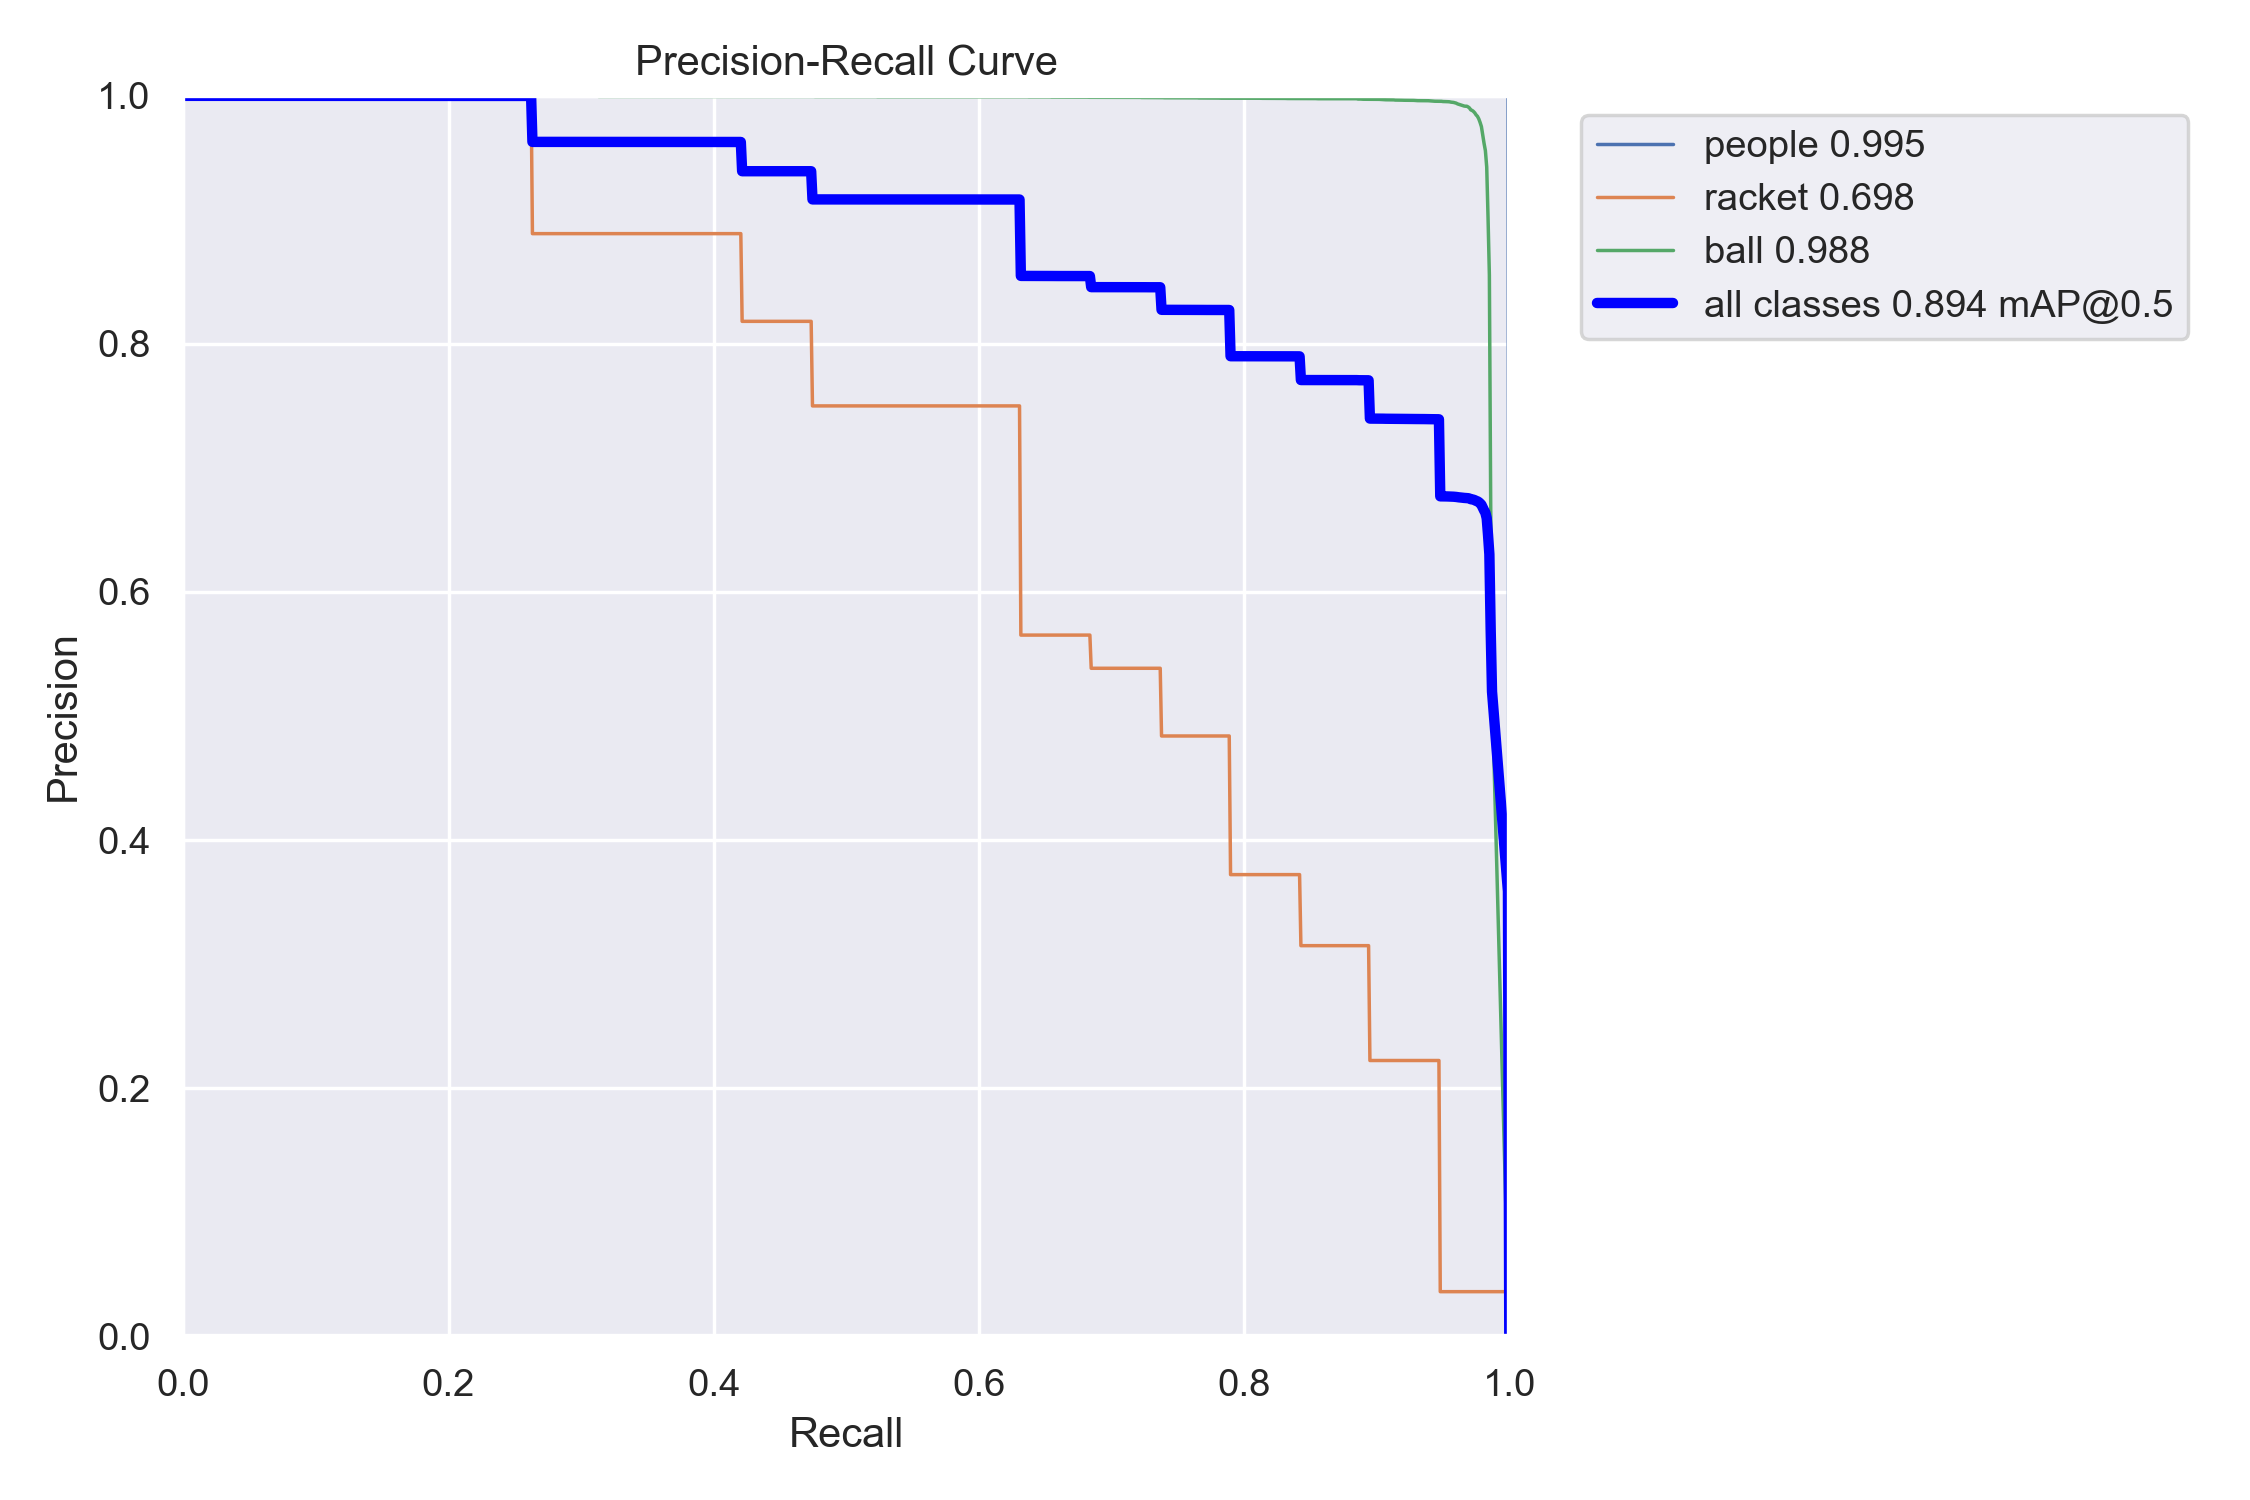 Precision-Recall Curve
1.0
0.8
0.6
0.4
0.2
0.0
Precision
0.0 0.2 0.4 0.6 0.8 1.0
Recall
people 0.995
racket 0.698
ball 0.988
all classes 0.894 mAP@0.5